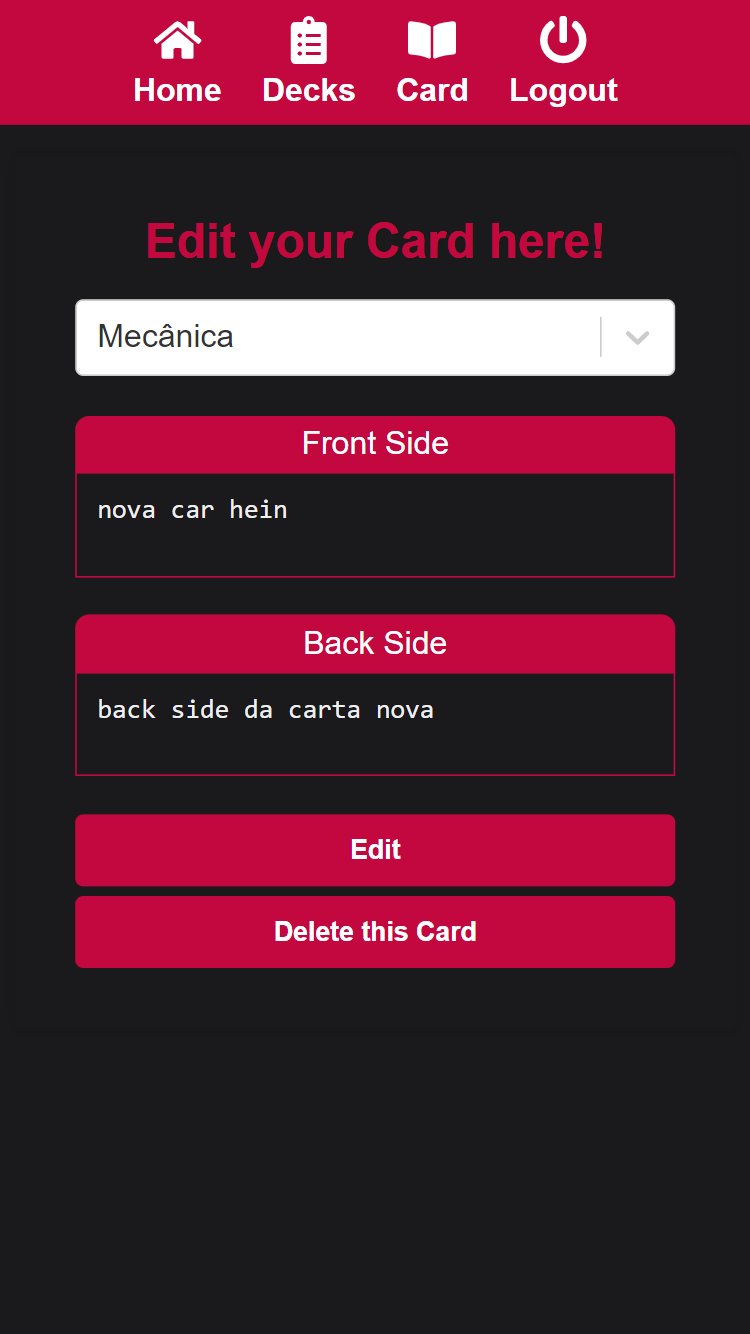 Home Decks Card Logout
Edit your Card here!
Mecânica
Front Side
nova car hein
Back Side
back side da carta nova
Edit
Delete this Card